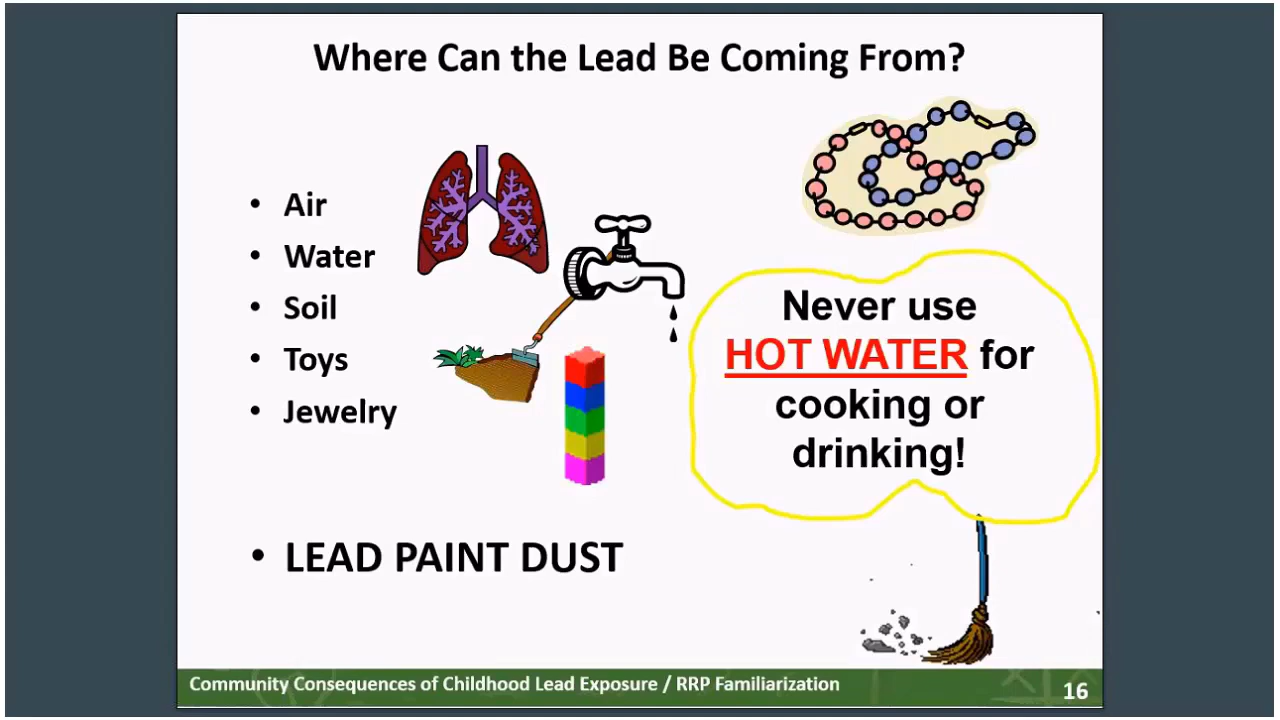 Where Can the Lead Be Coming From?
• Air
• Water
• Soil
• Toys
• Jewelry
Never use
HOT WATER for
cooking or
drinking!
• LEAD PAINT DUST
Community Consequences of Childhood Lead Exposure / RRP Familiarization
16